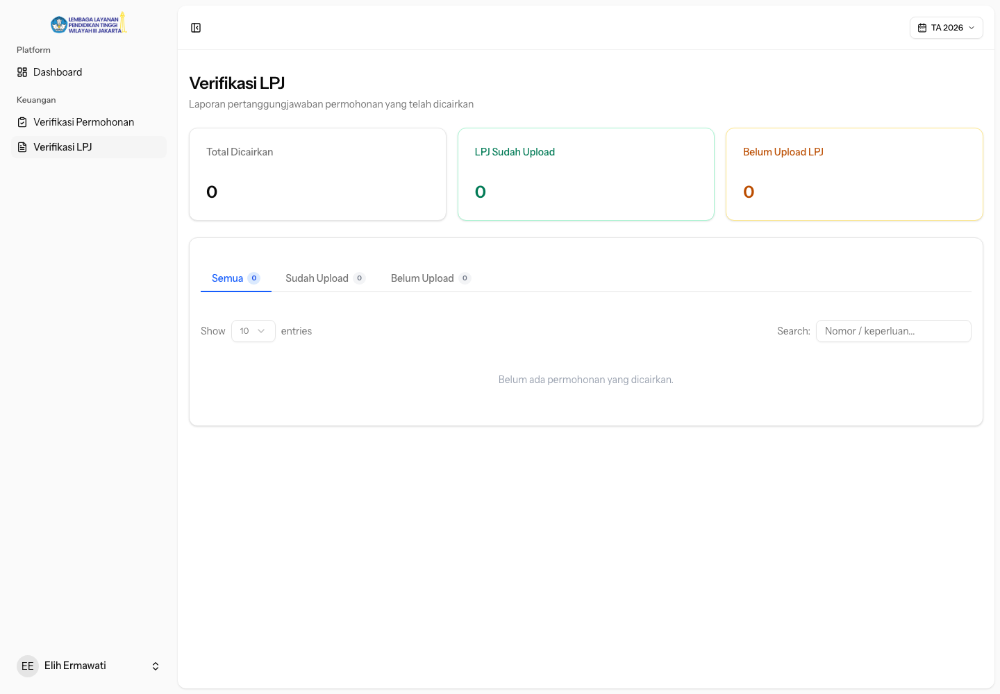 LEMBAGA LAYANAN
PENDIDIKAN TINGGI
WILAYAH III JAKARTA
Platform
Dashboard
Keuangan
Verifikasi Permohonan
Verifikasi LPJ
EE Elih Ermawati
TA 2026
Verifikasi LPJ
Laporan pertanggungjawaban permohonan yang telah dicairkan
Total Dicairkan
0
LPJ Sudah Upload
0
Belum Upload LPJ
0
Semua 0 Sudah Upload 0 Belum Upload 0
Show 10 entries Search: Nomor / keperluan...
Belum ada permohonan yang dicairkan.